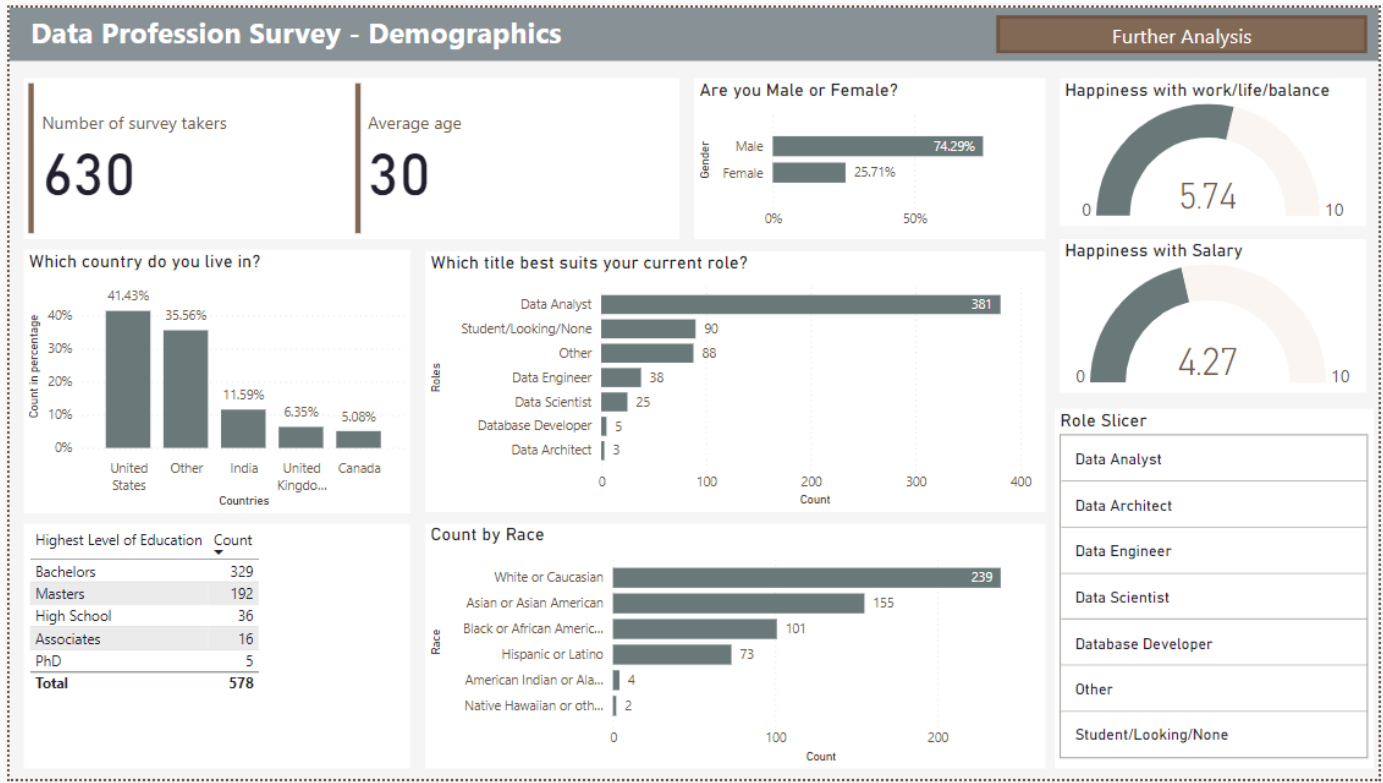 Data Profession Survey - Demographics
Further Analysis
Number of survey takers
630
Average age
30
Are you Male or Female?
Gender
Male
74.29%
Female
25.71%
0%
50%
Happiness with work/life/balance
5.74
0
10
Which country do you live in?
Count in percentage
40%
30%
20%
10%
0%
41.43%
35.56%
11.59%
6.35%
5.08%
United
States
Other
India
United
Kingdo...
Canada
Countries
Which title best suits your current role?
Roles
Data Analyst
381
Student/Looking/None
90
Other
88
Data Engineer
38
Data Scientist
25
Database Developer
5
Data Architect
3
0
100
200
300
400
Count
Happiness with Salary
4.27
0
10
Highest Level of Education Count
Bachelors 329
Masters 192
High School 36
Associates 16
PhD 5
Total 578
Count by Race
Race
White or Caucasian
239
Asian or Asian American
155
Black or African Americ...
101
Hispanic or Latino
73
American Indian or Ala...
4
Native Hawaiian or oth...
2
0
100
200
Count
Role Slicer
Data Analyst
Data Architect
Data Engineer
Data Scientist
Database Developer
Other
Student/Looking/None